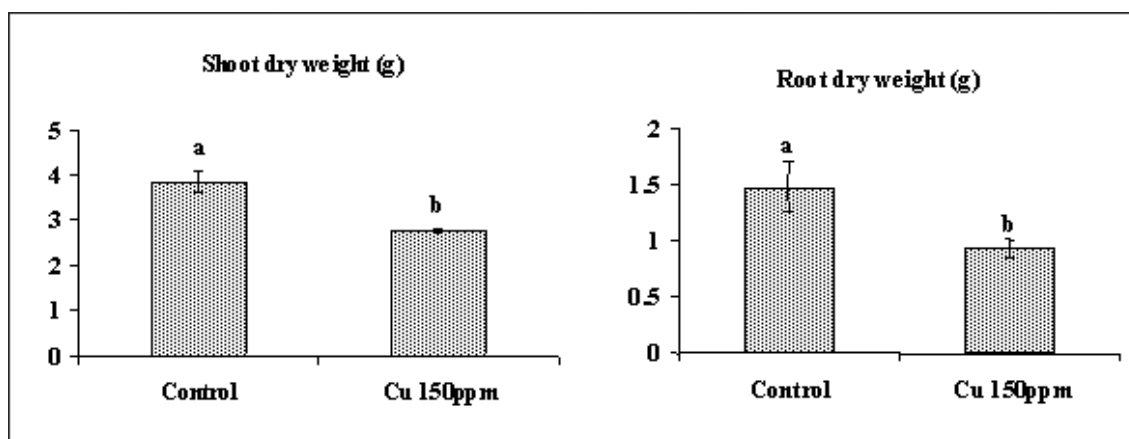 Shoot dry weight (g)
5
4
3
2
1
0
a
b
Control
Cu 150ppm
Root dry weight (g)
2
1.5
1
0.5
0
a
b
Control
Cu 150ppm